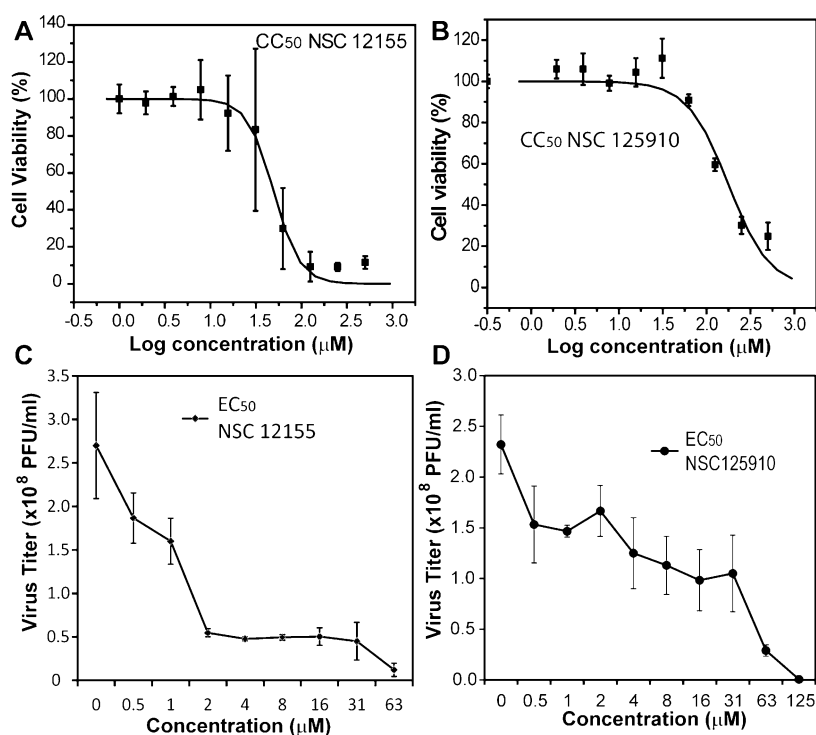 A
CC50 NSC 12155
Cell Viability (%)
140
120
100
80
60
40
20
0
-0.5 0.0 0.5 1.0 1.5 2.0 2.5 3.0
Log concentration (μM)
B
CC50 NSC 125910
Cell viability (%)
120
100
80
60
40
20
0
-0.5 0.0 0.5 1.0 1.5 2.0 2.5 3.0
Log concentration (μM)
C
EC50
NSC 12155
Virus Titer (x10⁸ PFU/ml)
3.5
3.0
2.5
2.0
1.5
1.0
0.5
0.0
0 0.5 1 2 4 8 16 31 63
Concentration (μM)
D
EC50
NSC125910
Virus Titer (x10⁸ PFU/ml)
3.0
2.5
2.0
1.5
1.0
0.5
0.0
0 0.5 1 2 4 8 16 31 63 125
Concentration (μM)